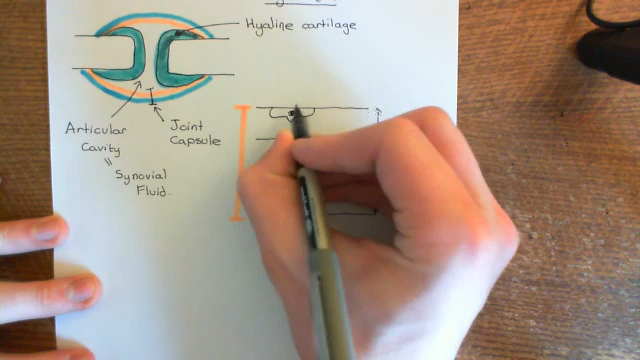 Hyaline cartilage
Articular
Cavity
=
Synovial
Fluid.
Joint
Capsule